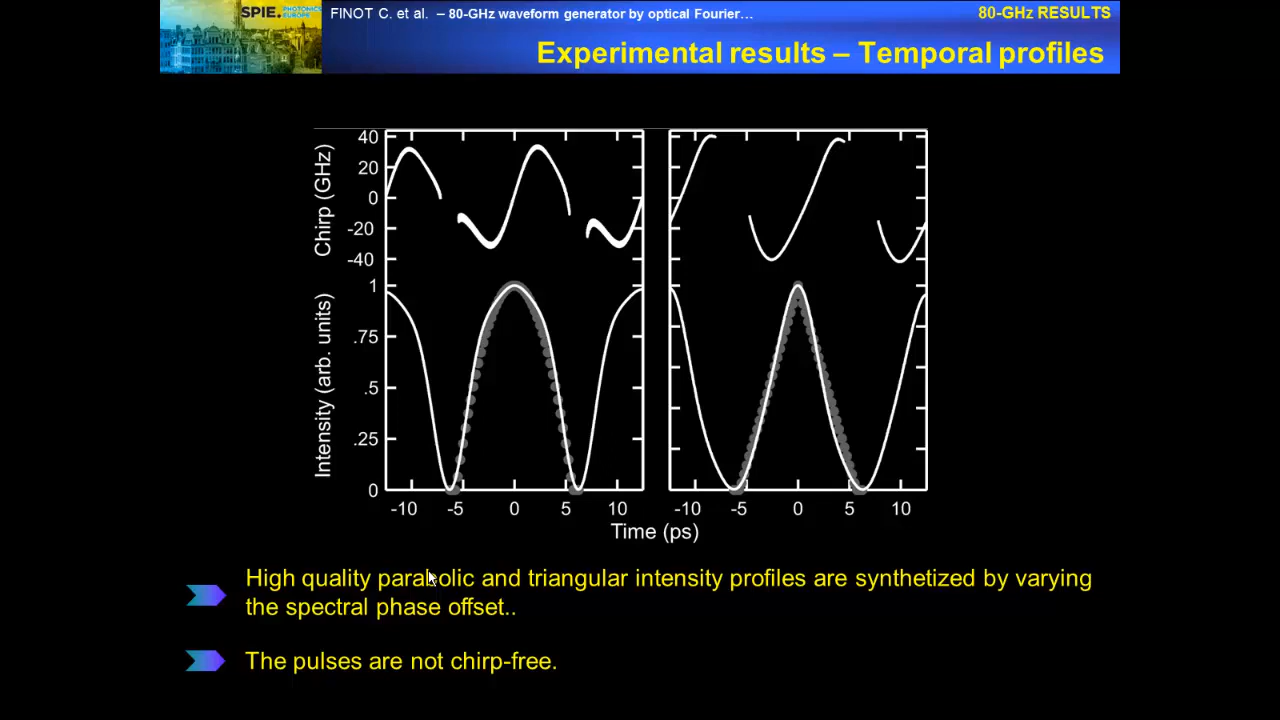 SPIE. PHOTONICS
EUROPE
FINOT C. et al. – 80-GHz waveform generator by optical Fourier…
80-GHz RESULTS
Experimental results – Temporal profiles
Chirp (GHz)
40
20
0
-20
-40
Intensity (arb. units)
1
.75
.5
.25
0
-10 -5 0 5 10
-10 -5 0 5 10
Time (ps)
High quality parabolic and triangular intensity profiles are synthetized by varying
the spectral phase offset..
The pulses are not chirp-free.